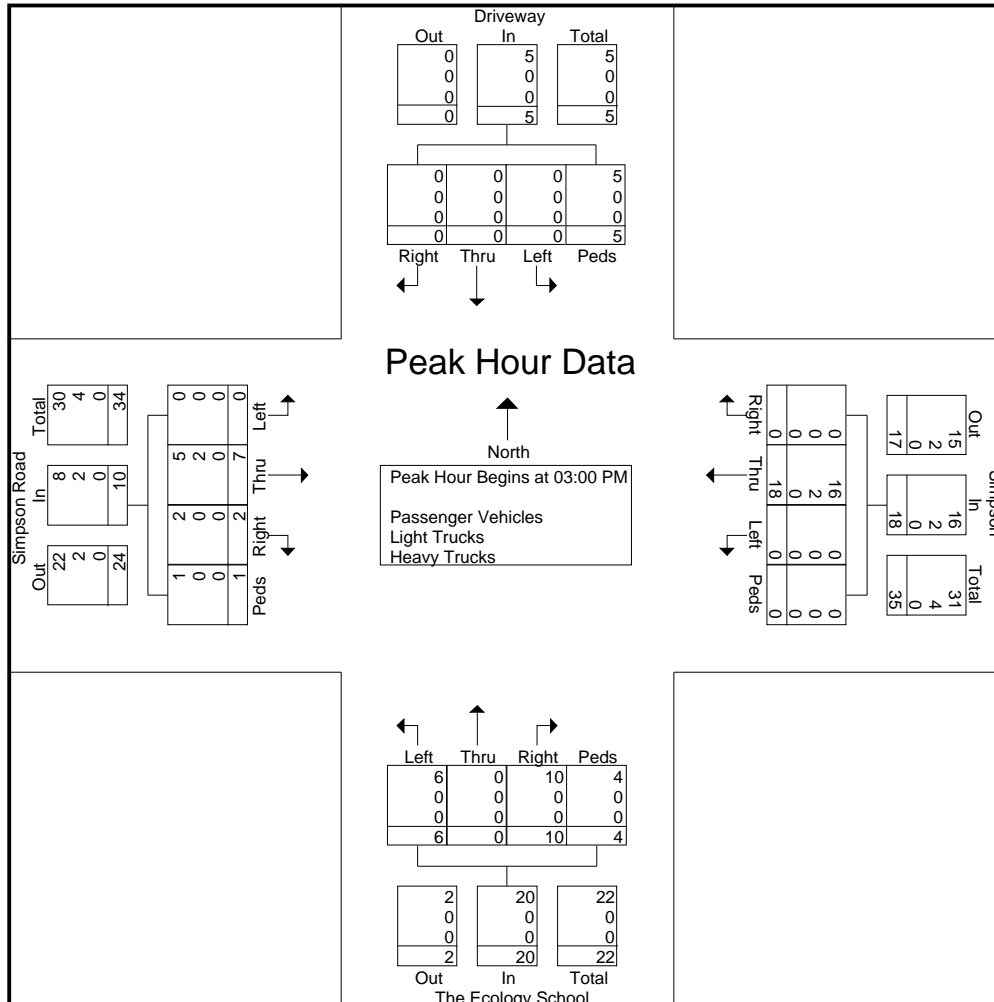 Driveway
Out In Total
0 5 5
0 0 0
0 0 0
0 5 5
0 0 0 5
0 0 0 0
0 0 0 0
0 0 0 5
Right Thru Left Peds
Peak Hour Data
North
Peak Hour Begins at 03:00 PM
Passenger Vehicles
Light Trucks
Heavy Trucks
Simpson Road
Out In Total
22 8 30
2 2 4
0 0 0
24 10 34
Peds Right Thru Left
1 2 5 0
0 0 2 0
0 0 0 0
1 2 7 0
Out In Total
15 16 31
2 2 4
0 0 0
17 18 35
Right Thru Left Peds
0 16 0 0
0 2 0 0
0 0 0 0
0 18 0 0
Left Thru Right Peds
6 0 10 4
0 0 0 0
0 0 0 0
6 0 10 4
2 20 22
0 0 0
0 0 0
2 20 22
Out In Total
The Ecology School